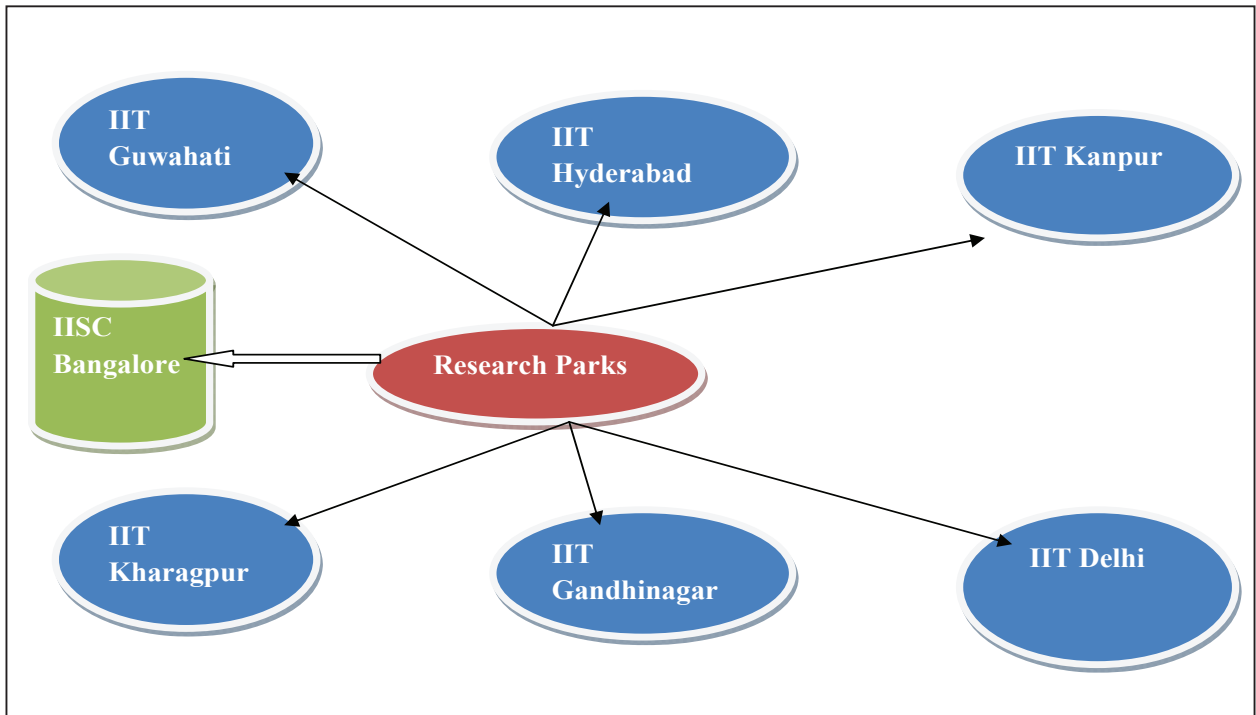 IIT
Guwahati
IIT
Hyderabad
IIT Kanpur
IISC
Bangalore
Research Parks
IIT
Kharagpur
IIT
Gandhinagar
IIT Delhi